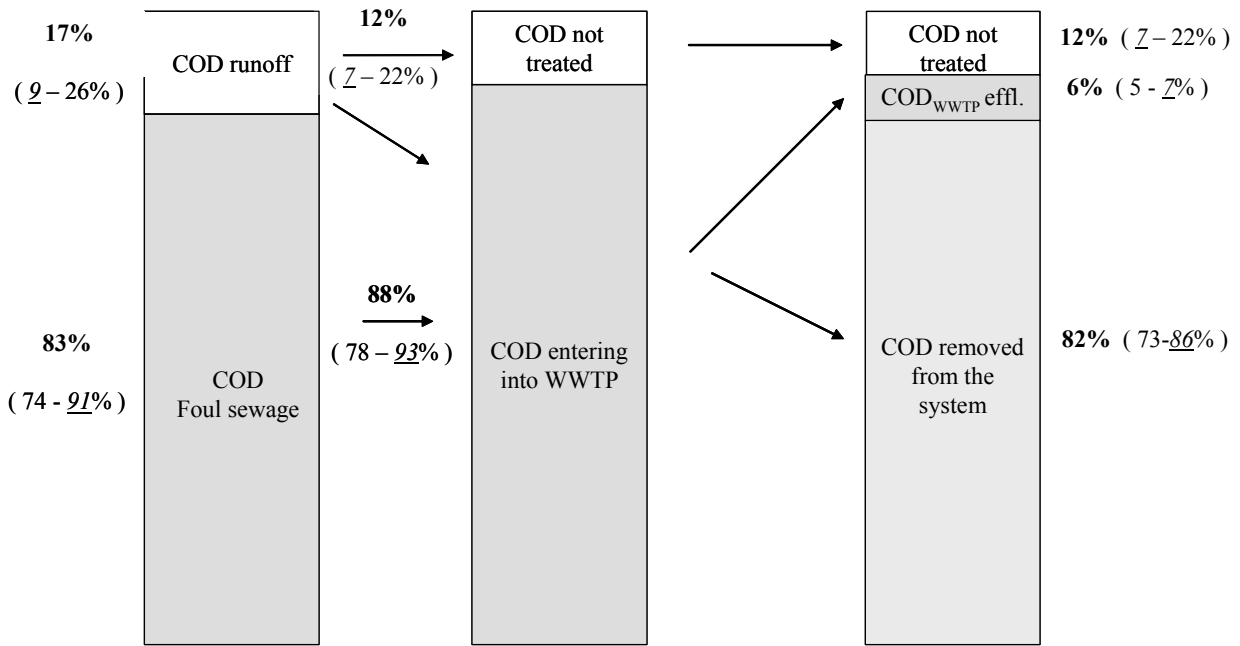 17%
( 9 – 26% )
COD runoff
83%
( 74 - 91% )
COD
Foul sewage
12%
( 7 – 22% )
88%
( 78 – 93% )
COD not
treated
COD entering
into WWTP
COD not
treated
COD WWTP effl.
COD removed
from the
system
12% ( 7 – 22% )
6% ( 5 - 7% )
82% ( 73-86% )